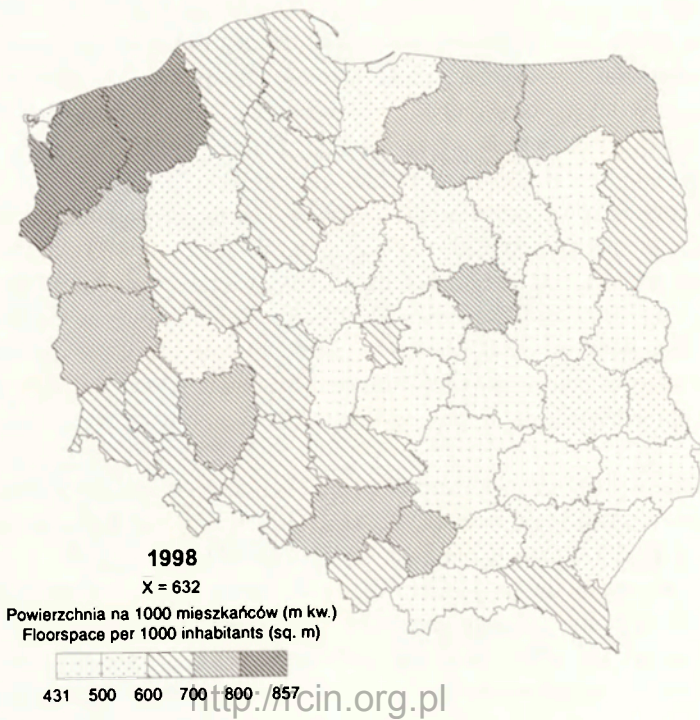 1998
X = 632
Powierzchnia na 1000 mieszkańców (m kw.)
Floorspace per 1000 inhabitants (sq. m)
431 500 600 700 800 857
http://rcin.org.pl